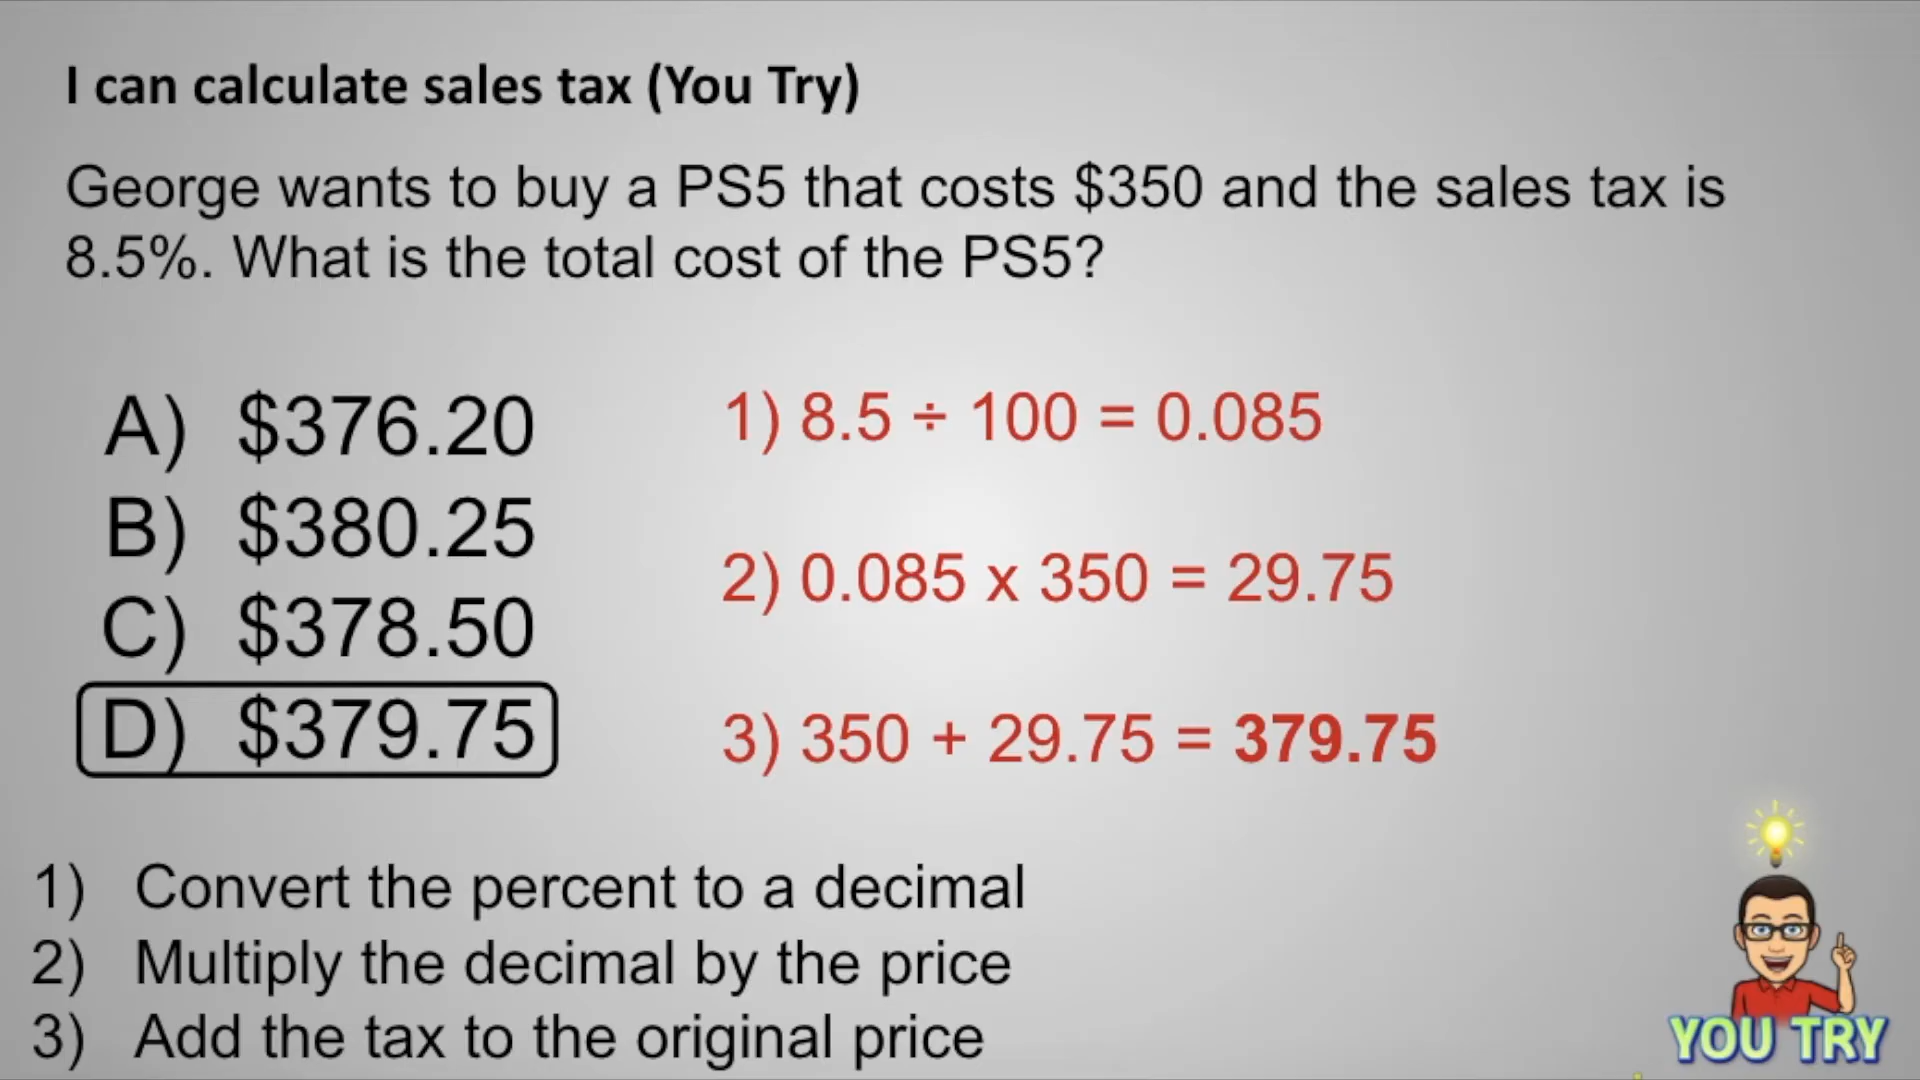 I can calculate sales tax (You Try)
George wants to buy a PS5 that costs $350 and the sales tax is
8.5%. What is the total cost of the PS5?
A) $376.20
B) $380.25
C) $378.50
D) $379.75
1) 8.5 ÷ 100 = 0.085
2) 0.085 x 350 = 29.75
3) 350 + 29.75 = 379.75
1) Convert the percent to a decimal
2) Multiply the decimal by the price
3) Add the tax to the original price
YOU TRY